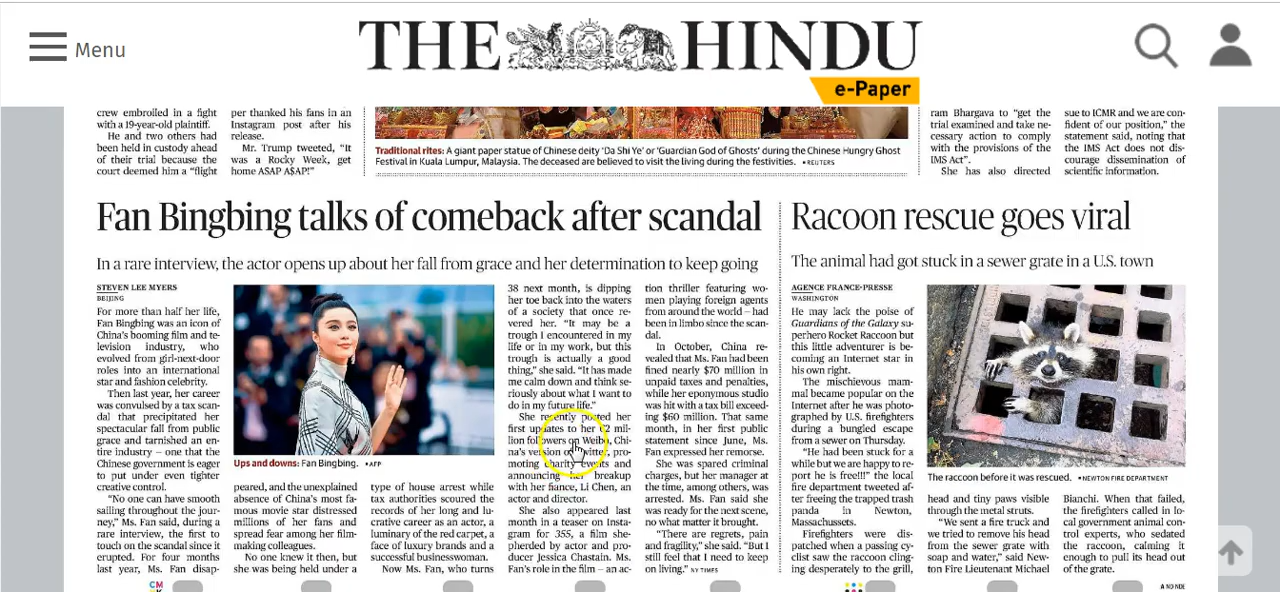 Menu
THE HINDU
e-Paper
crew embroiled in a fight
with a 19-year-old plaintiff.
He and two others had
been held in custody ahead
of their trial because the
court deemed him a “flight
per thanked his fans in an
Instagram post after his
release.
Mr. Trump tweeted, “It
was a Rocky Week, get
home ASAP A$AP!”
Traditional rites: A giant paper statue of Chinese deity ‘Da Shi Ye’ or ‘Guardian God of Ghosts’ during the Chinese Hungry Ghost
Festival in Kuala Lumpur, Malaysia. The deceased are believed to visit the living during the festivities. •REUTERS
ram Bhargava to “get the
trial examined and take ne-
cessary action to comply
with the provisions of the
IMS Act”.
She has also directed
sue to ICMR and we are con-
fident of our position,” the
statement said, noting that
the IMS Act does not dis-
courage dissemination of
scientific information.
Fan Bingbing talks of comeback after scandal
In a rare interview, the actor opens up about her fall from grace and her determination to keep going
STEVEN LEE MYERS
BEIJING
For more than half her life,
Fan Bingbing was an icon of
China’s booming film and te-
levision industry, who
evolved from girl-next-door
roles into an international
star and fashion celebrity.
Then last year, her career
was convulsed by a tax scan-
dal that precipitated her
spectacular fall from public
grace and tarnished an en-
tire industry – one that the
Chinese government is eager
to put under even tighter
creative control.
“No one can have smooth
sailing throughout the jour-
ney,” Ms. Fan said, during a
rare interview, the first to
touch on the scandal since it
erupted. For four months
last year, Ms. Fan disap-
Ups and downs: Fan Bingbing. •AFP
peared, and the unexplained
absence of China’s most fa-
mous movie star distressed
millions of her fans and
spread fear among her film-
making colleagues.
No one knew it then, but
she was being held under a
type of house arrest while
tax authorities scoured the
records of her long and lu-
crative career as an actor, a
luminary of the red carpet, a
face of luxury brands and a
successful businesswoman.
Now Ms. Fan, who turns
38 next month, is dipping
her toe back into the waters
of a society that once re-
vered her. “It may be a
trough I encountered in my
life or in my work, but this
trough is actually a good
thing,” she said. “It has made
me calm down and think se-
riously about what I want to
do in my future life.”
She recently posted her
first updates to her 62 mil-
lion followers on Weibo, Chi-
na’s version of Twitter, pro-
moting charity events and
announcing her breakup
with her fiance, Li Chen, an
actor and director.
She also appeared last
month in a teaser on Insta-
gram for 355, a film she-
pherded by actor and pro-
ducer Jessica Chastain. Ms.
Fan’s role in the film – an ac-
tion thriller featuring wo-
men playing foreign agents
from around the world – had
been in limbo since the scan-
dal.
In October, China re-
vealed that Ms. Fan had been
fined nearly $70 million in
unpaid taxes and penalties,
while her eponymous studio
was hit with a tax bill exceed-
ing $60 million. That same
month, in her first public
statement since June, Ms.
Fan expressed her remorse.
She was spared criminal
charges, but her manager at
the time, among others, was
arrested. Ms. Fan said she
was ready for the next scene,
no what matter it brought.
“There are regrets, pain
and fragility,” she said. “But I
still feel that I need to keep
on living.” NY TIMES
Racoon rescue goes viral
The animal had got stuck in a sewer grate in a U.S. town
AGENCE FRANCE-PRESSE
WASHINGTON
He may lack the poise of
Guardians of the Galaxy su-
perhero Rocket Racoon but
this little adventurer is be-
coming an Internet star in
his own right.
The mischievous mam-
mal became popular on the
Internet after he was pho-
tographed by U.S. firefighters
during a bungled escape
from a sewer on Thursday.
“He had been stuck for a
while but we are happy to re-
port he is free!!!” the local
fire department tweeted af-
ter freeing the trapped trash
panda in Newton,
Massachussets.
Firefighters were dis-
patched when a passing cy-
clist saw the racoon cling-
ing desperately to the grill,
The racoon before it was rescued. •NEWTON FIRE DEPARTMENT
head and tiny paws visible
through the metal struts.
“We sent a fire truck and
we tried to remove his head
from the sewer grate with
soap and water,” said New-
ton Fire Lieutenant Michael
Bianchi. When that failed,
the firefighters called in lo-
cal government animal con-
trol experts, who sedated
the racoon, calming it
enough to pull its head out
of the grate.
CM
A ND NDE